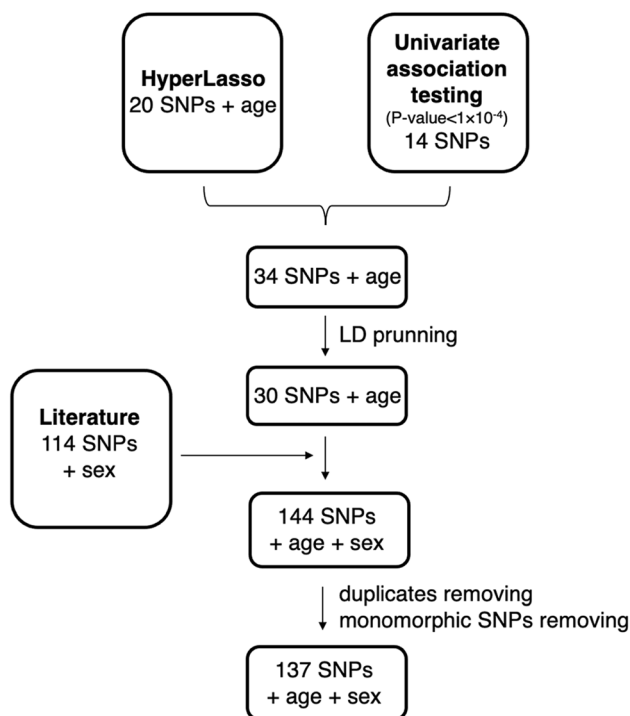 HyperLasso
20 SNPs + age
Univariate
association
testing
(P-value<1×10⁻⁴)
14 SNPs
34 SNPs + age
LD prunning
30 SNPs + age
Literature
114 SNPs
+ sex
144 SNPs
+ age + sex
duplicates removing
monomorphic SNPs removing
137 SNPs
+ age + sex